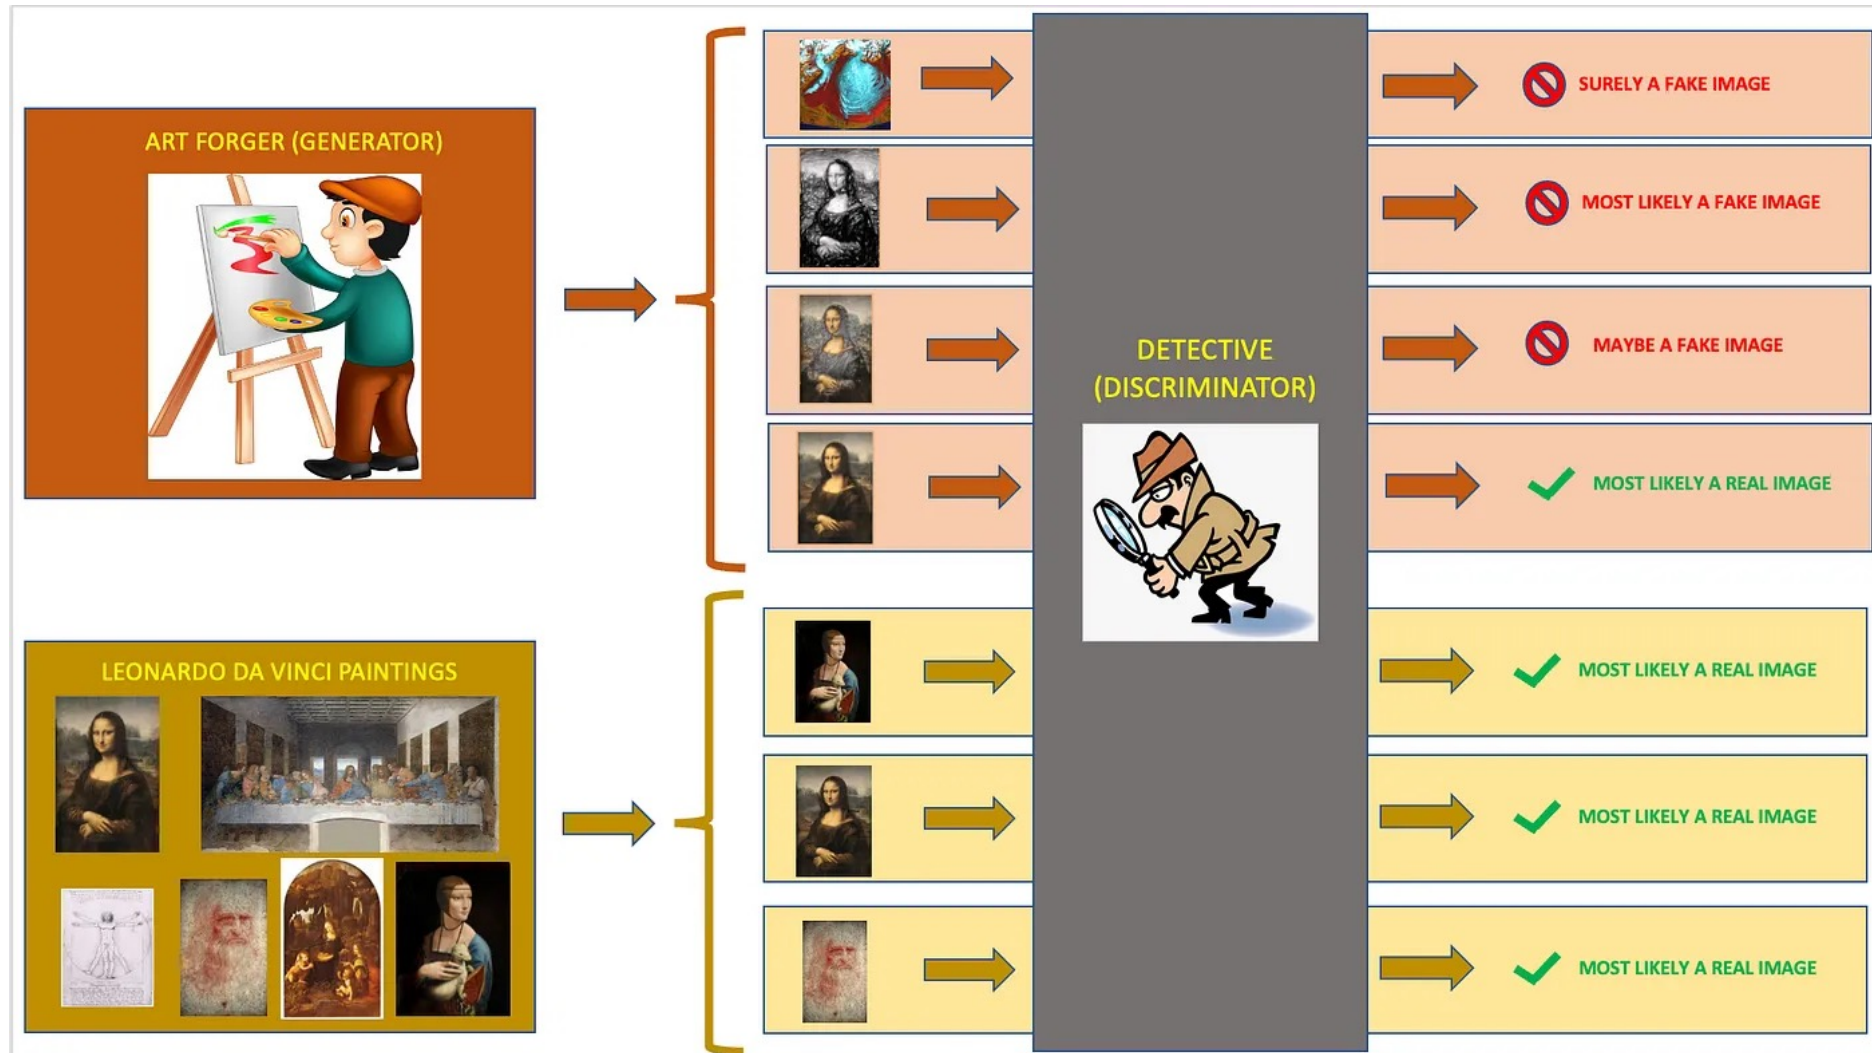 ART FORGER (GENERATOR)
SURELY A FAKE IMAGE
MOST LIKELY A FAKE IMAGE
MAYBE A FAKE IMAGE
MOST LIKELY A REAL IMAGE
DETECTIVE
(DISCRIMINATOR)
LEONARDO DA VINCI PAINTINGS
MOST LIKELY A REAL IMAGE
MOST LIKELY A REAL IMAGE
MOST LIKELY A REAL IMAGE